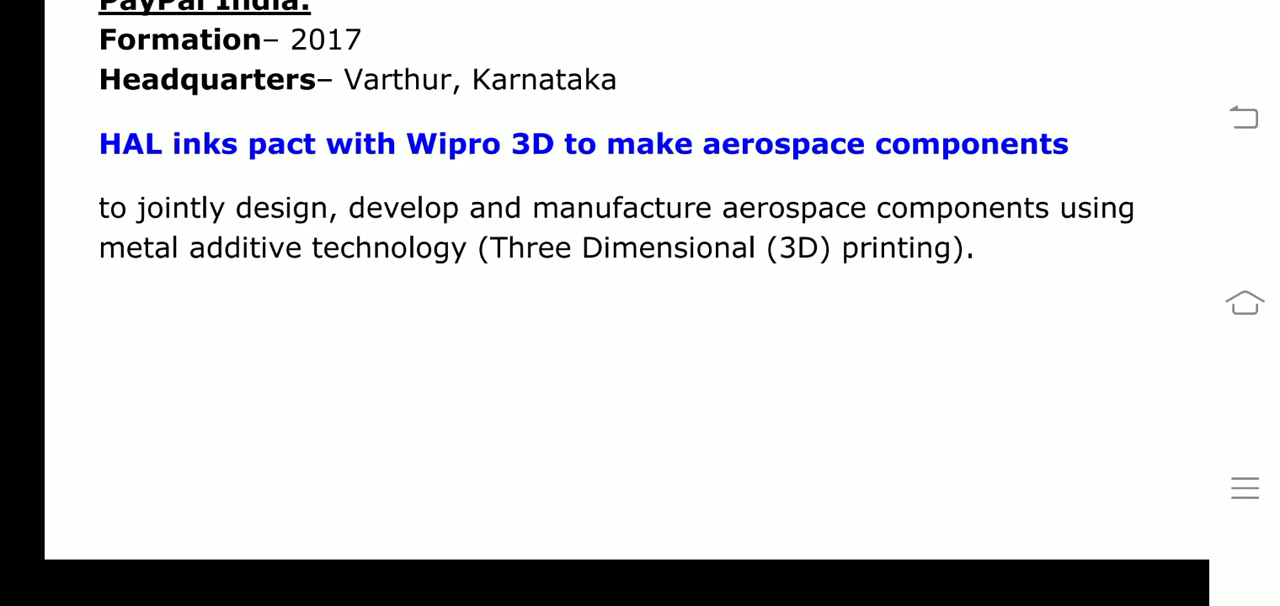 PayPal India:
Formation– 2017
Headquarters– Varthur, Karnataka
HAL inks pact with Wipro 3D to make aerospace components
to jointly design, develop and manufacture aerospace components using
metal additive technology (Three Dimensional (3D) printing).